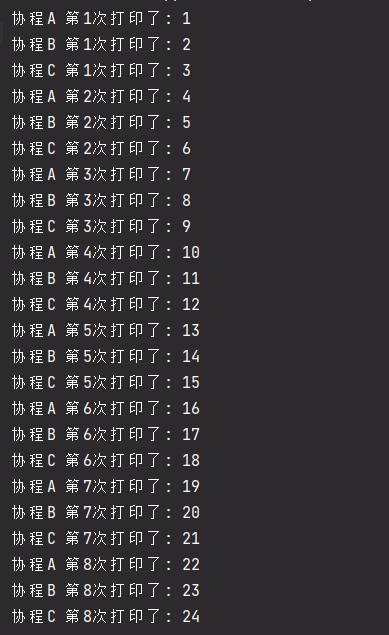 协程A 第1次打印了: 1
协程B 第1次打印了: 2
协程C 第1次打印了: 3
协程A 第2次打印了: 4
协程B 第2次打印了: 5
协程C 第2次打印了: 6
协程A 第3次打印了: 7
协程B 第3次打印了: 8
协程C 第3次打印了: 9
协程A 第4次打印了: 10
协程B 第4次打印了: 11
协程C 第4次打印了: 12
协程A 第5次打印了: 13
协程B 第5次打印了: 14
协程C 第5次打印了: 15
协程A 第6次打印了: 16
协程B 第6次打印了: 17
协程C 第6次打印了: 18
协程A 第7次打印了: 19
协程B 第7次打印了: 20
协程C 第7次打印了: 21
协程A 第8次打印了: 22
协程B 第8次打印了: 23
协程C 第8次打印了: 24